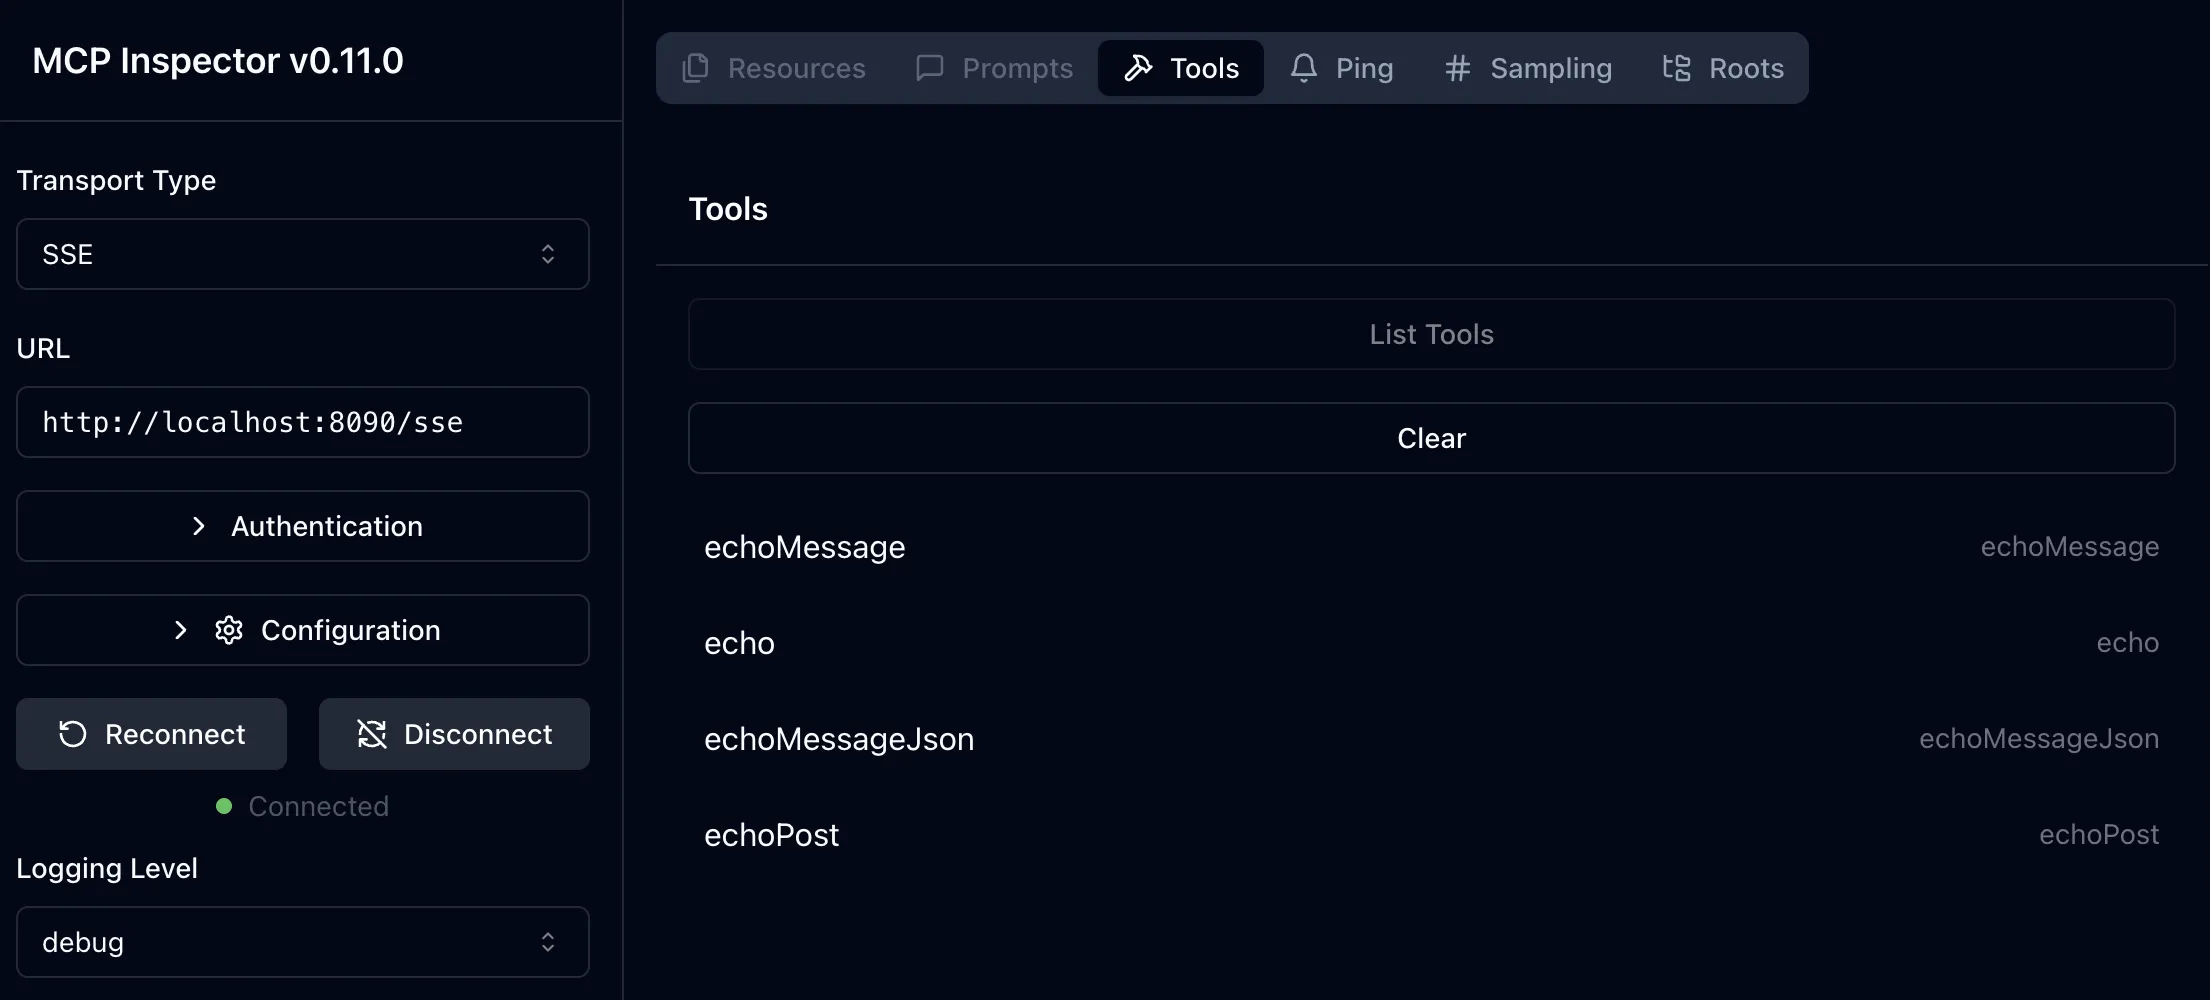 MCP Inspector v0.11.0
Transport Type
SSE
URL
http://localhost:8090/sse
Authentication
Configuration
Reconnect
Disconnect
Connected
Logging Level
debug
Resources
Prompts
Tools
Ping
Sampling
Roots
Tools
List Tools
Clear
echoMessage echoMessage
echo echo
echoMessageJson echoMessageJson
echoPost echoPost